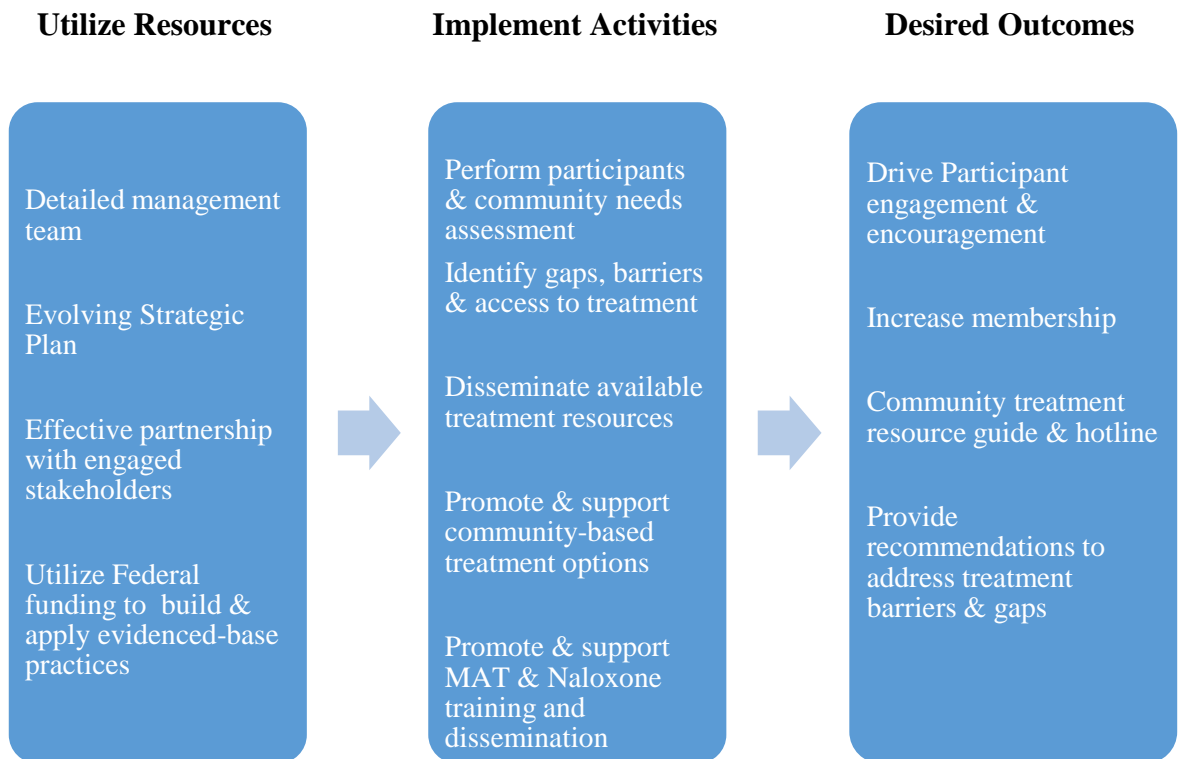 Utilize Resources
Implement Activities
Desired Outcomes
Detailed management
team
Evolving Strategic
Plan
Effective partnership
with engaged
stakeholders
Utilize Federal
funding to  build &
apply evidenced-base
practices
Perform participants
& community needs
assessment
Identify gaps, barriers
& access to treatment
Disseminate available
treatment resources
Promote & support
community-based
treatment options
Promote & support
MAT & Naloxone
training and
dissemination
Drive Participant
engagement &
encouragement
Increase membership
Community treatment
resource guide & hotline
Provide
recommendations to
address treatment
barriers & gaps